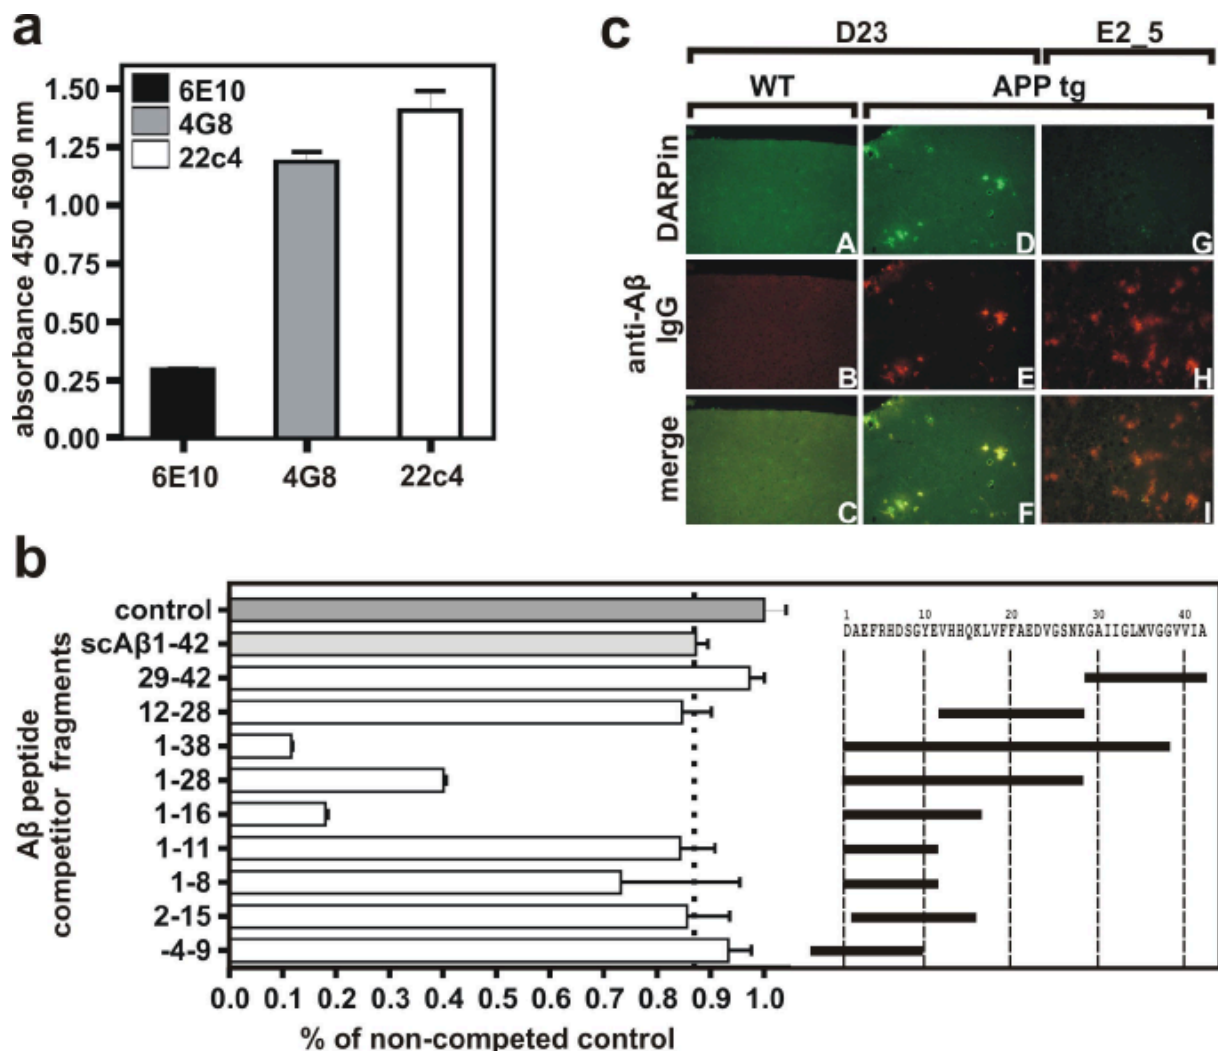 a
absorbance 450 -690 nm
1.50
1.25
1.00
0.75
0.50
0.25
0.00
6E10
4G8
22c4
6E10
4G8
22c4
c
D23
E2_5
WT
APP tg
DARPin
anti-Aβ
IgG
merge
A
D
G
B
E
H
C
F
I
b
Aβ peptide
competitor fragments
control
scAβ1-42
29-42
12-28
1-38
1-28
1-16
1-11
1-8
2-15
-4-9
0.0 0.1 0.2 0.3 0.4 0.5 0.6 0.7 0.8 0.9 1.0
% of non-competed control
1 10 20 30 40
DAEFRHDSGYEVHHQKLVFFAEDVGSNKGAIIGLMVGGVVIA